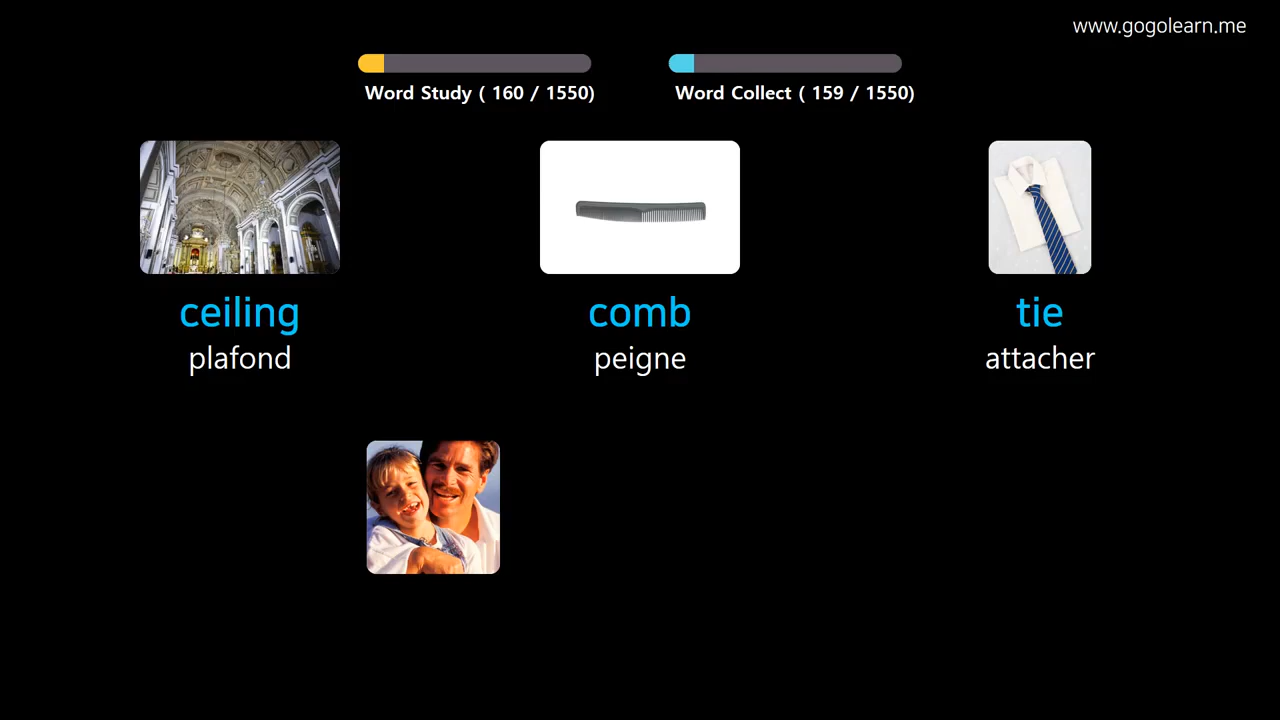 www.gogolearn.me
Word Study ( 160 / 1550)
Word Collect ( 159 / 1550)
ceiling
plafond
comb
peigne
tie
attacher